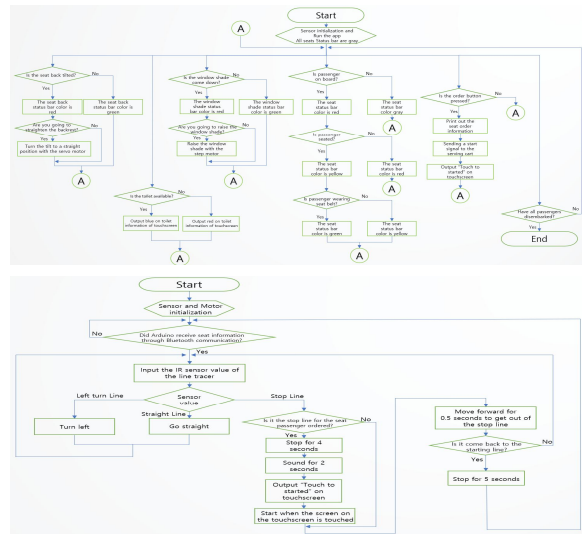 Start
Sensor initialization and
Run the app
All seats Status bar are gray
A
A
Is the seat back tilted?
No
Yes
The seat back
status bar color is
red
The seat back
status bar color is
green
Are you going to
straighten the backrest?
No
Yes
Turn the tilt to a straight
position with the servo motor
A
Is the window shade
come down?
No
Yes
The window
shade status
bar color is red
The window
shade status bar
color is green
Are you going to raise the
window shade?
No
Yes
Raise the window
shade with the
step motor
A
Is the toilet available?
No
Yes
Output blue on toilet
information of touchscreen
Output red on toilet
information of touchscreen
A
Is passenger
on board?
No
Yes
The seat
status bar
color is red
The seat
status bar
color gray
A
Is passenger
seated?
No
Yes
The seat
status bar
color is yellow
The seat
status bar
color is red
A
Is passenger wearing
seat belt?
No
Yes
The seat
status bar
color is green
The seat
status bar
color is yellow
A
Is the order button
pressed?
No
A
Yes
Print out the
seat order
information
Sending a start
signal to the
serving cart
Output "Touch to
started" on
touchscreen
A
Have all passengers
disembarked?
No
Yes
End
Start
Sensor and Motor
initialization
Did Arduino receive seat information
through Bluetooth communication?
No
Yes
Input the IR sensor value of
the line tracer
Sensor
value
Left turn Line
Straight Line
Stop Line
Turn left
Go straight
Is it the stop line for the seat
passenger ordered?
No
Yes
Stop for 4
seconds
Sound for 2
seconds
Output "Touch to
started" on
touchscreen
Start when the screen on
the touchscreen is touched
Move forward for
0.5 seconds to get out of
the stop line
Is it come back to the
starting line?
No
Yes
Stop for 5 seconds